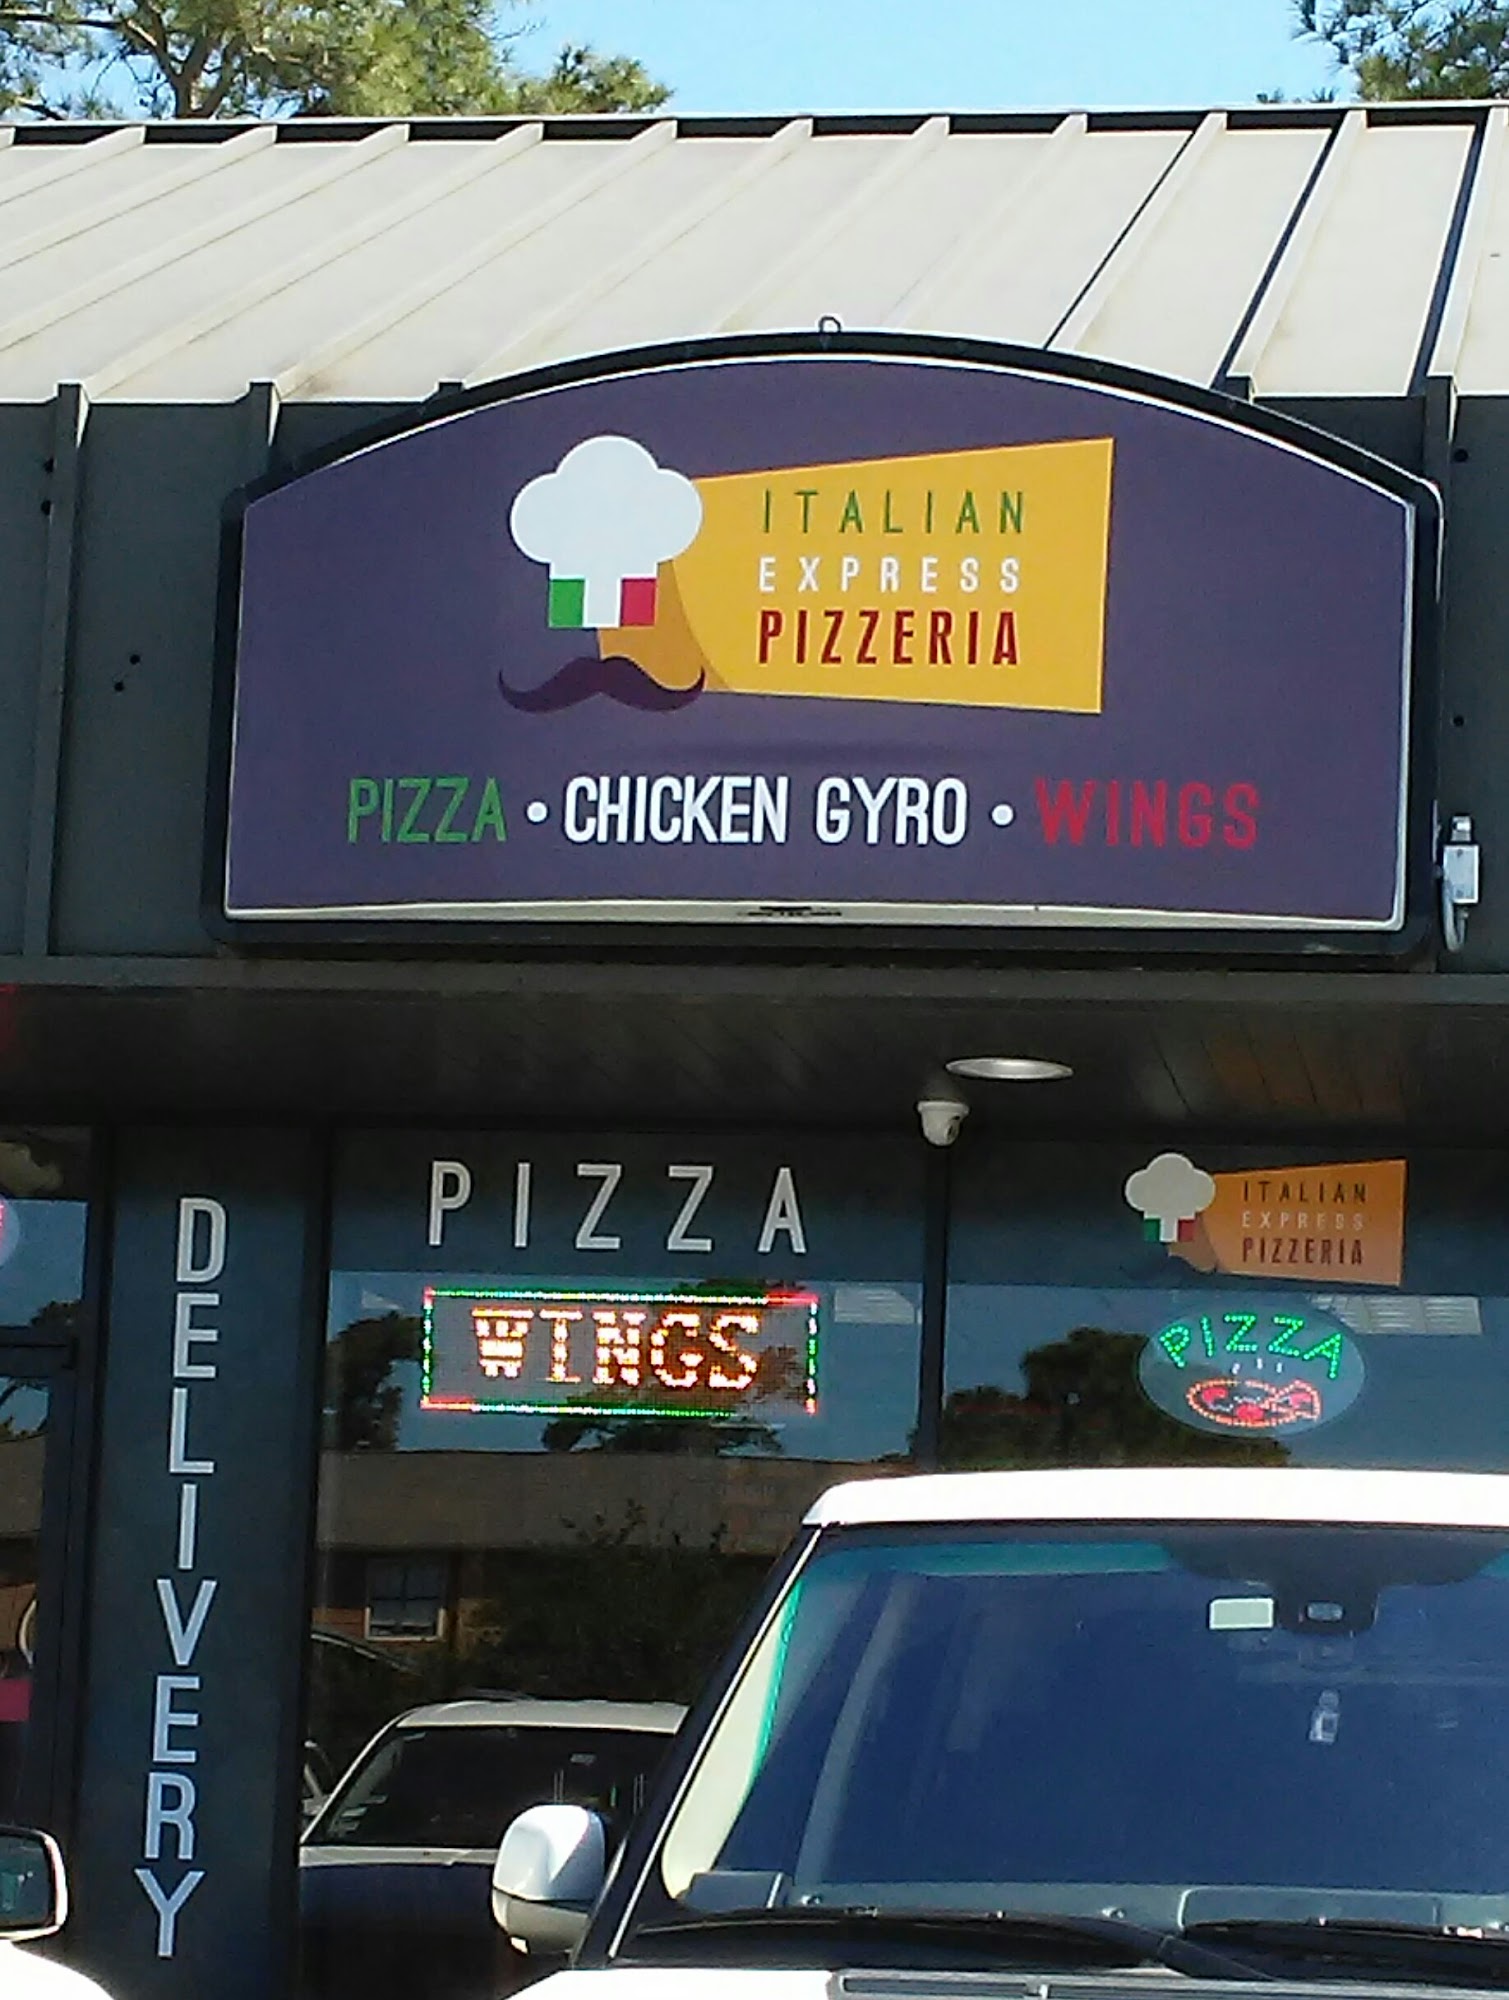 ITALIAN
EXPRESS
PIZZERIA
PIZZA • CHICKEN GYRO • WINGS
DELIVERY
PIZZA
WINGS
ITALIAN
EXPRESS
PIZZERIA
PIZZA